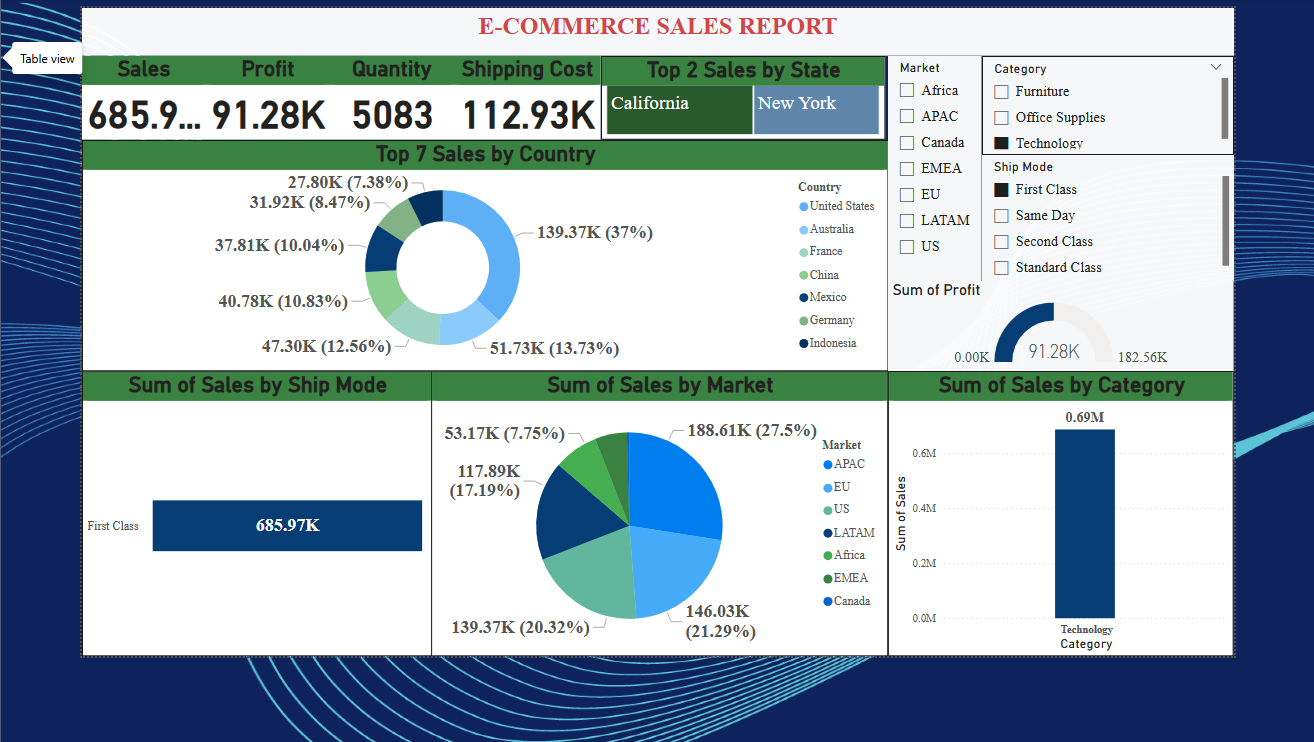 E-COMMERCE SALES REPORT
Table view
Sales Profit Quantity Shipping Cost
685.9... 91.28K 5083 112.93K
Top 2 Sales by State
California New York
Market
Africa
APAC
Canada
EMEA
EU
LATAM
US
Category
Furniture
Office Supplies
Technology
Ship Mode
First Class
Same Day
Second Class
Standard Class
Top 7 Sales by Country
27.80K (7.38%)
31.92K (8.47%)
37.81K (10.04%)
40.78K (10.83%)
47.30K (12.56%)
139.37K (37%)
51.73K (13.73%)
Country
United States
Australia
France
China
Mexico
Germany
Indonesia
Sum of Profit
0.00K 91.28K 182.56K
Sum of Sales by Ship Mode
First Class 685.97K
Sum of Sales by Market
53.17K (7.75%)
117.89K
(17.19%)
139.37K (20.32%)
188.61K (27.5%)
146.03K
(21.29%)
Market
APAC
EU
US
LATAM
Africa
EMEA
Canada
Sum of Sales by Category
0.69M
Sum of Sales
0.6M
0.4M
0.2M
0.0M
Technology
Category